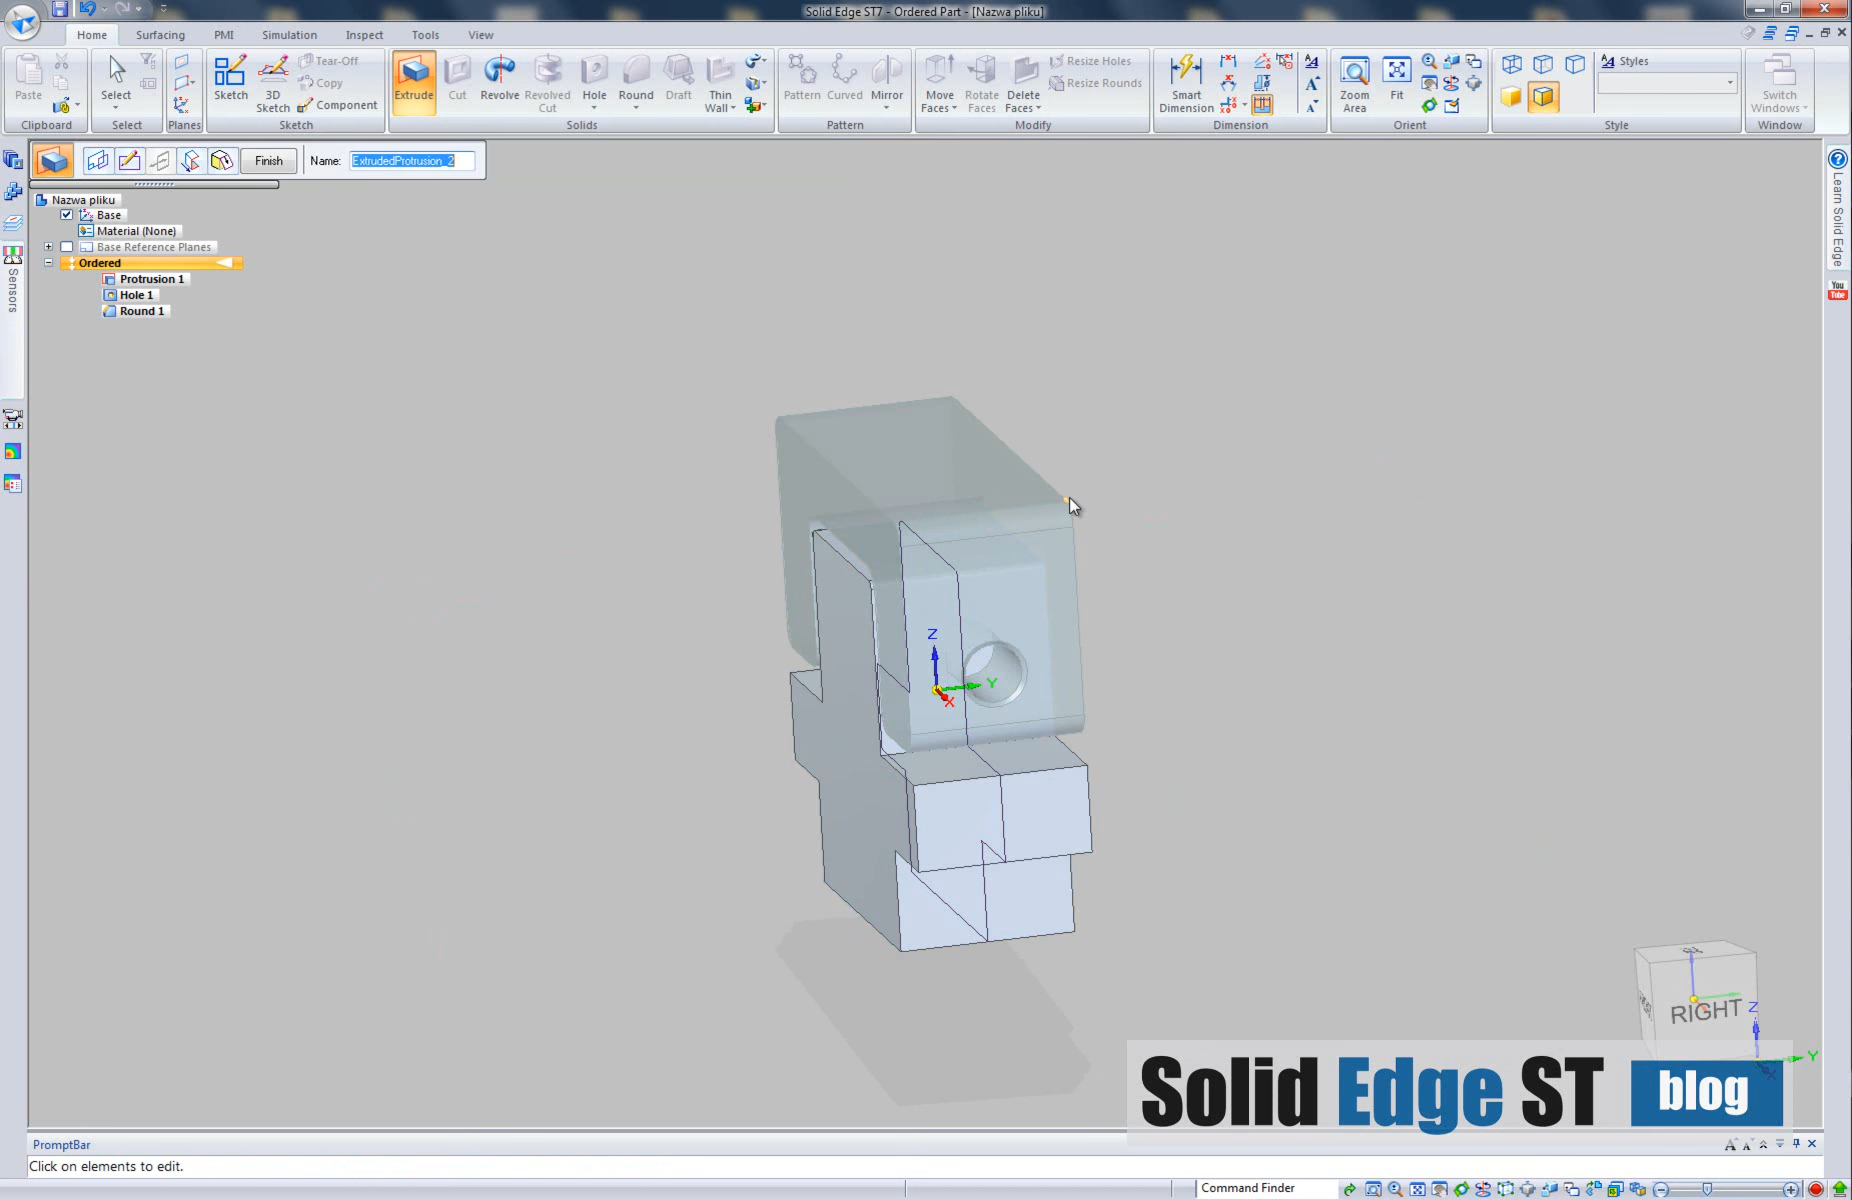 Solid Edge ST7 - Ordered Part - [Nazwa pliku]
Home Surfacing PMI Simulation Inspect Tools View
Paste
Clipboard
Select
Select
Planes
Sketch
3D Sketch
Tear-Off
Copy
Component
Sketch
Extrude
Cut
Revolve
Revolved Cut
Hole
Round
Draft
Thin Wall
Solids
Pattern
Curved
Mirror
Pattern
Move Faces
Rotate Faces
Delete Faces
Resize Holes
Resize Rounds
Modify
Smart Dimension
Dimension
Zoom Area
Fit
Orient
Styles
Style
Switch Windows
Window
Finish
Name: ExtrudedProtrusion_2
Nazwa pliku
Base
Material (None)
Base Reference Planes
Ordered
Protrusion 1
Hole 1
Round 1
Sensors
Learn Solid Edge
You
Tube
Z
Y
X
RIGHT
Z
Y
X
Solid Edge ST blog
PromptBar
Click on elements to edit.
Command Finder